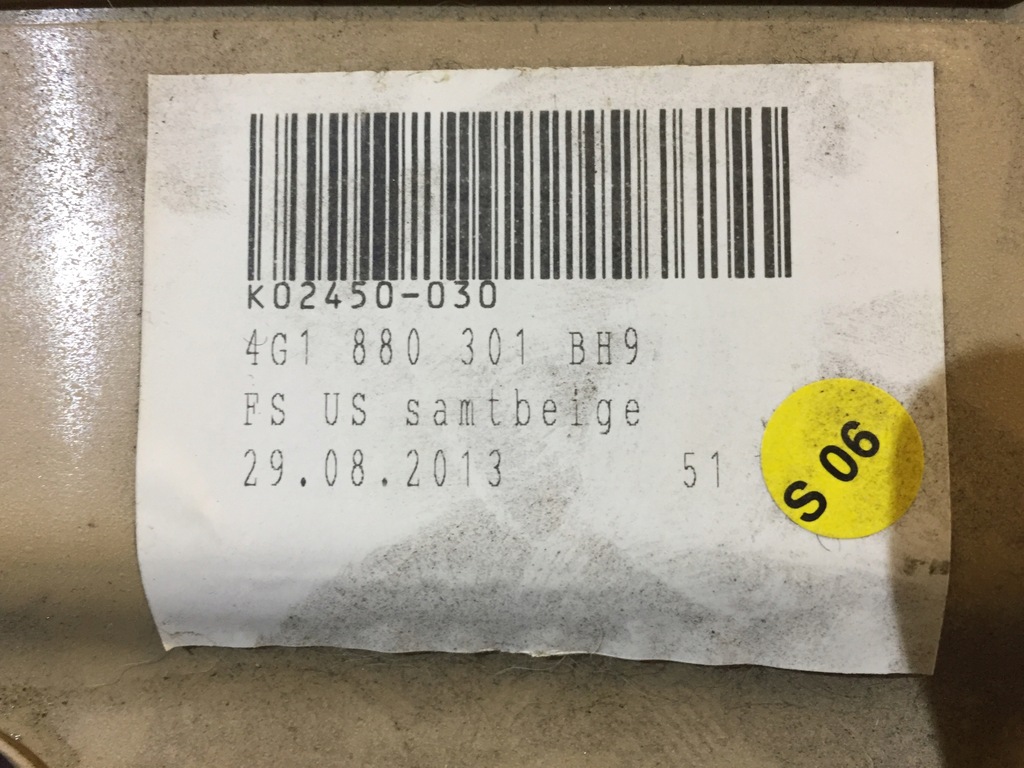 K02450-030
4G1 880 301 BH9
FS US samtbeige
29.08.2013 51
S 06